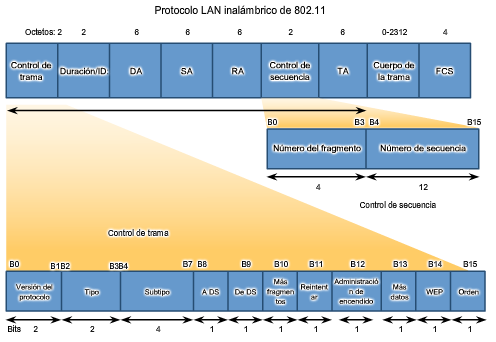 Protocolo LAN inalámbrico de 802.11
Octetos: 2 2 6 6 6 2 6 0-2312 4
Control de trama
Duración/ID:
DA
SA
RA
Control de secuencia
TA
Cuerpo de la trama
FCS
B0 B3 B4 B15
Número del fragmento
Número de secuencia
4 12
Control de secuencia
Control de trama
B0 B1B2 B3B4 B7 B8 B9 B10 B11 B12 B13 B14 B15
Versión del protocolo
Tipo
Subtipo
A DS
De DS
Más fragmentos
Reintentar
Administración de encendido
Más datos
WEP
Orden
Bits 2 2 4 1 1 1 1 1 1 1 1